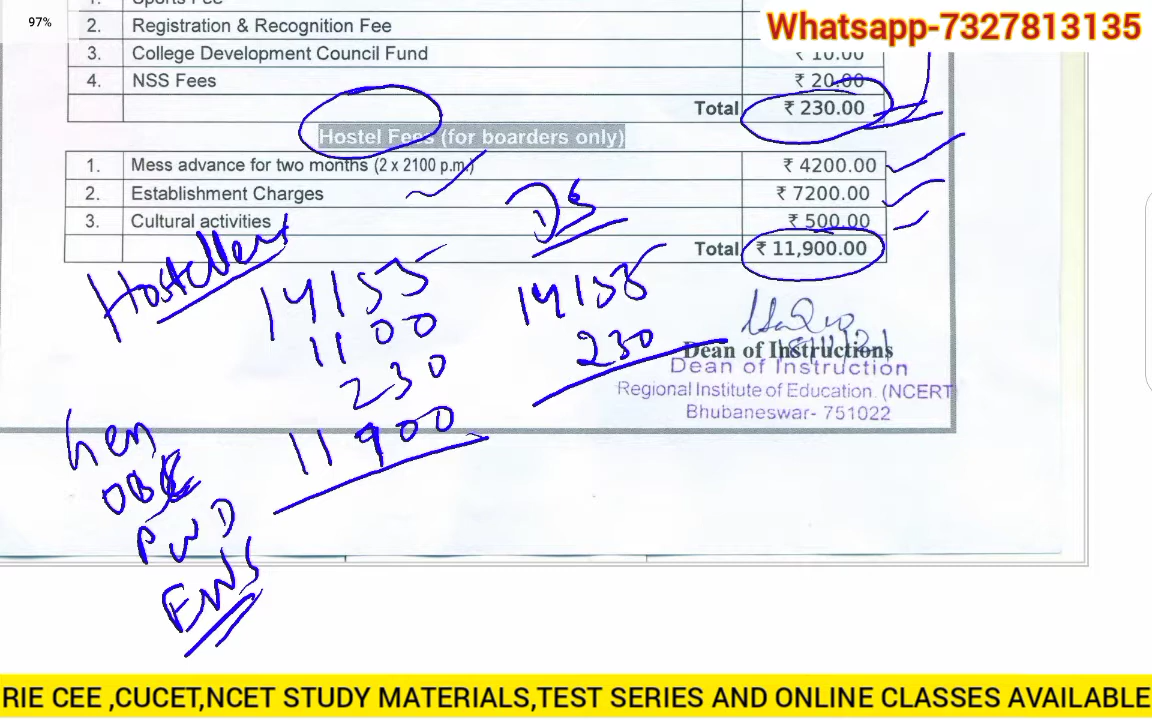 97%
Whatsapp-7327813135
2. Registration & Recognition Fee
3. College Development Council Fund ₹ 10.00
4. NSS Fees ₹ 20.00
Total ₹ 230.00
Hostel Fees (for boarders only)
1. Mess advance for two months (2 x 2100 p.m.) ₹ 4200.00
2. Establishment Charges ₹ 7200.00
3. Cultural activities ₹ 500.00
Total ₹ 11,900.00
Hostellers
14155
1100
230
11900
DS
14155
230
Dean of Instructions
Dean of Instruction
Regional Institute of Education. (NCERT
Bhubaneswar- 751022
Gen
OBC
PWD
EWS
RIE CEE ,CUCET,NCET STUDY MATERIALS,TEST SERIES AND ONLINE CLASSES AVAILABLE